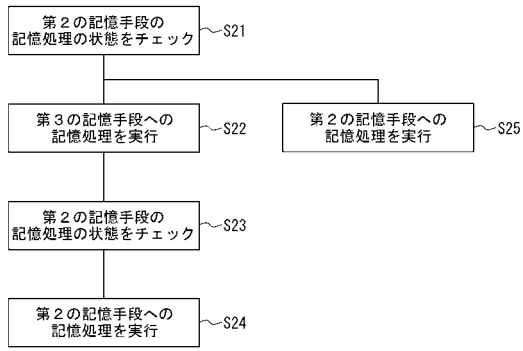 第2の記憶手段の
記憶処理の状態をチェック
S21
第3の記憶手段への
記憶処理を実行
S22
第2の記憶手段への
記憶処理を実行
S25
第2の記憶手段の
記憶処理の状態をチェック
S23
第2の記憶手段への
記憶処理を実行
S24